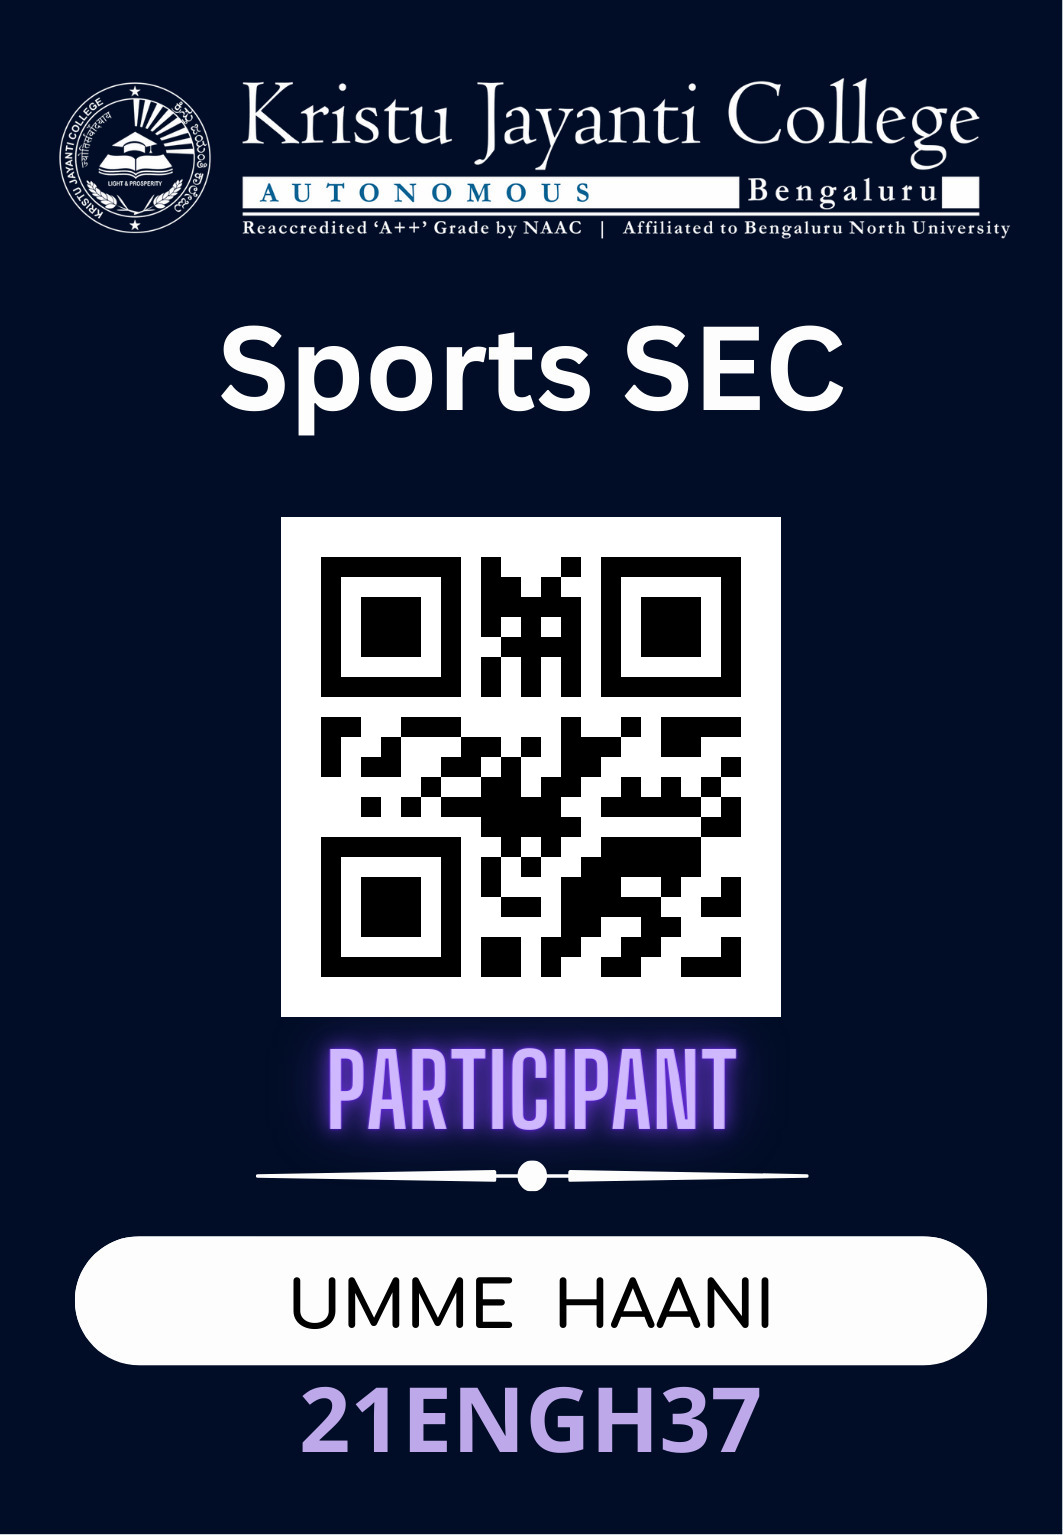 KRISTU JAYANTI COLLEGE
ಕ್ರಿಸ್ತು ಜಯಂತಿ ಕಾಲೇಜು
LIGHT & PROSPERITY
Kristu Jayanti College
AUTONOMOUS Bengaluru
Reaccredited ‘A++’ Grade by NAAC | Affiliated to Bengaluru North University
Sports SEC
PARTICIPANT
UMME HAANI
21ENGH37